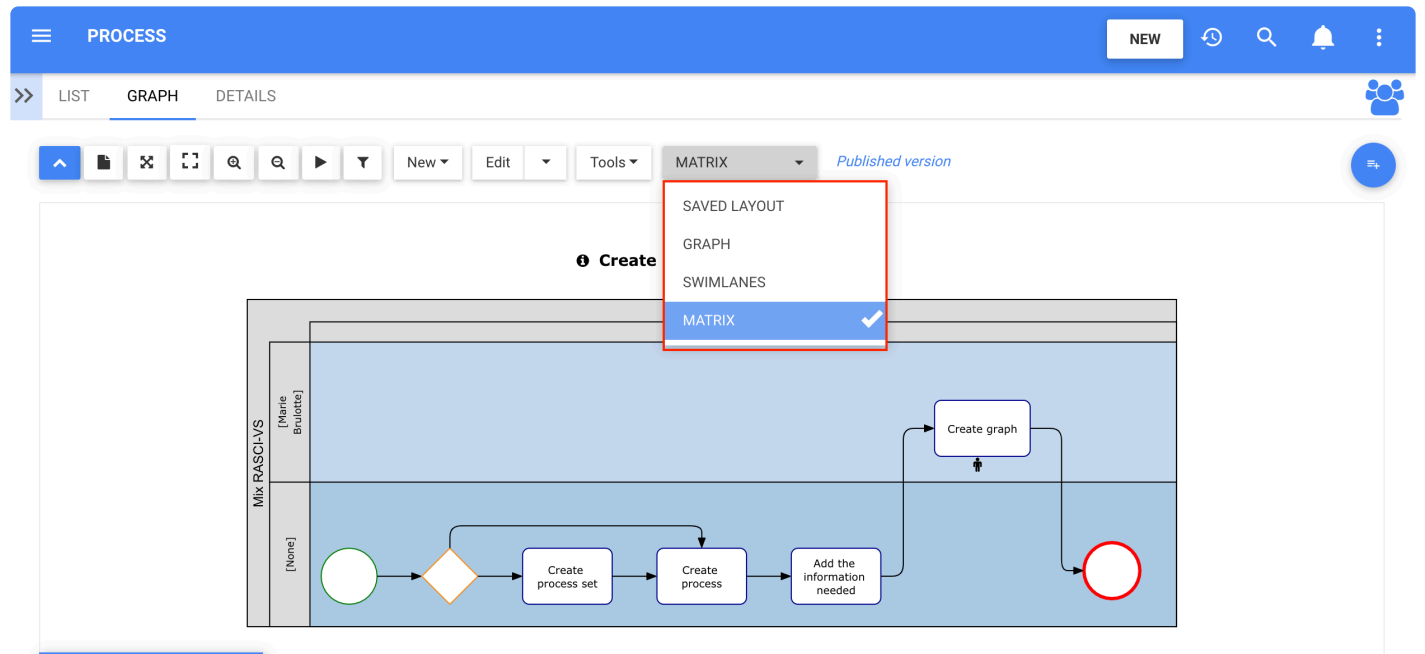 PROCESS
NEW
LIST GRAPH DETAILS
New Edit Tools MATRIX Published version
SAVED LAYOUT
GRAPH
SWIMLANES
MATRIX
Create
Mix RASCI-VS
[Marie
Brulotte]
Create graph
[None]
Create
process set
Create
process
Add the
information
needed